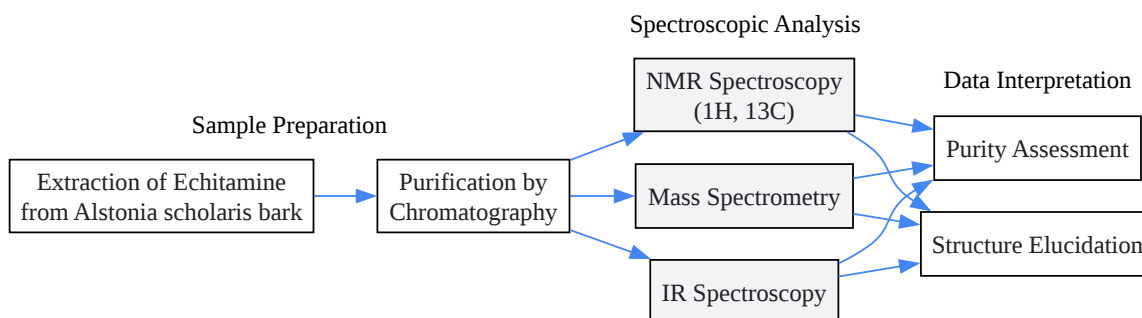 Sample Preparation
Extraction of Echitamine
from Alstonia scholaris bark
Purification by
Chromatography
Spectroscopic Analysis
NMR Spectroscopy
(1H, 13C)
Mass Spectrometry
IR Spectroscopy
Data Interpretation
Purity Assessment
Structure Elucidation